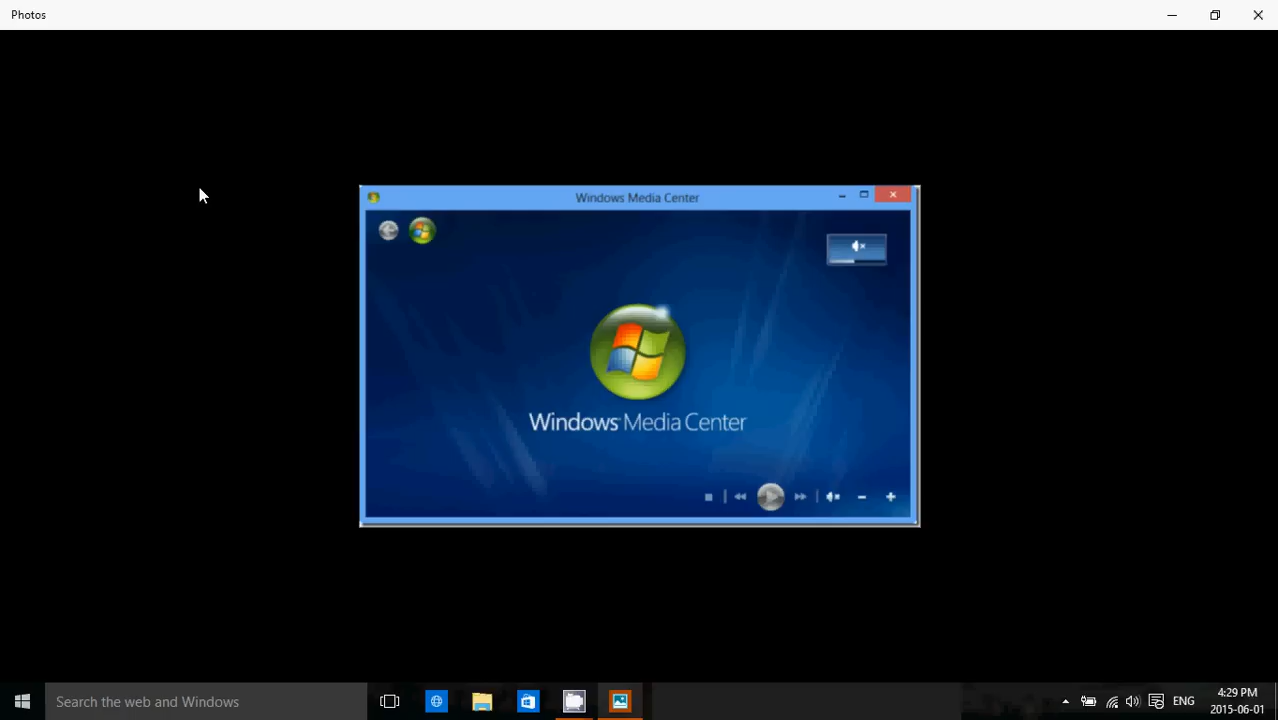 Photos
Windows Media Center
Windows Media Center
Search the web and Windows
ENG
4:29 PM
2015-06-01